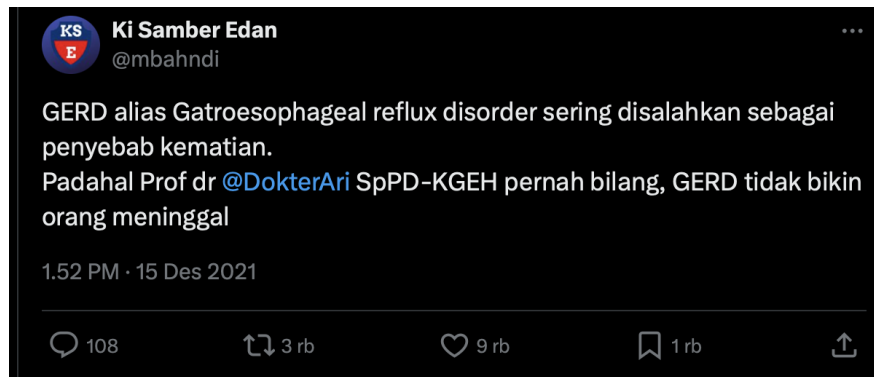 KS
E
Ki Samber Edan
@mbahndi
GERD alias Gatroesophageal reflux disorder sering disalahkan sebagai
penyebab kematian.
Padahal Prof dr @DokterAri SpPD-KGEH pernah bilang, GERD tidak bikin
orang meninggal
1.52 PM · 15 Des 2021
108 3 rb 9 rb 1 rb